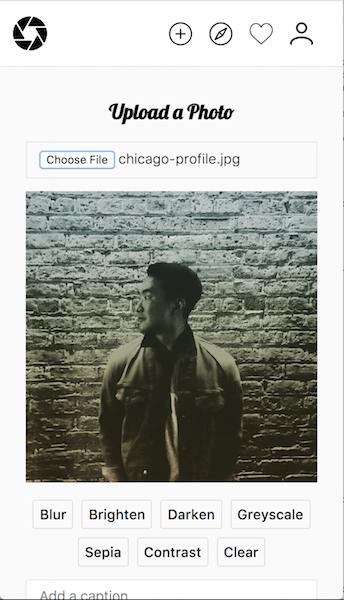 Upload a Photo
Choose File chicago-profile.jpg
Blur Brighten Darken Greyscale
Sepia Contrast Clear
Add a caption